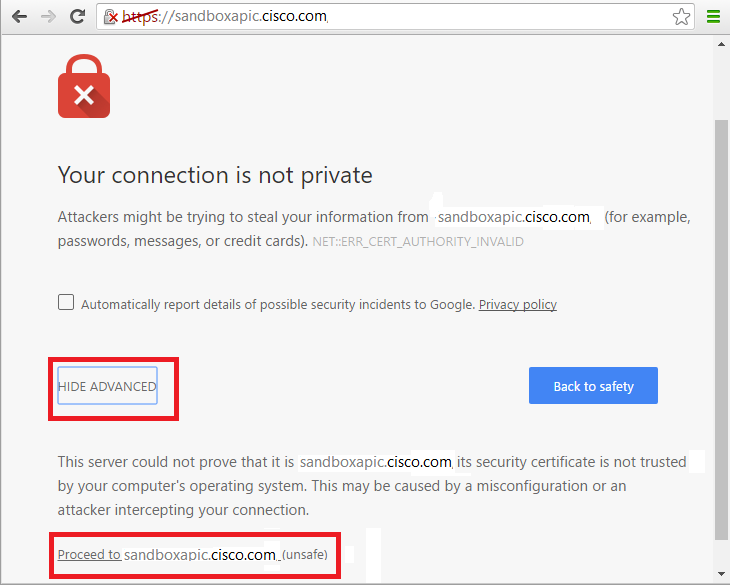 https://sandboxapic.cisco.com
Your connection is not private
Attackers might be trying to steal your information from sandboxapic.cisco.com (for example,
passwords, messages, or credit cards). NET::ERR_CERT_AUTHORITY_INVALID
Automatically report details of possible security incidents to Google. Privacy policy
HIDE ADVANCED
Back to safety
This server could not prove that it is sandboxapic.cisco.com, its security certificate is not trusted
by your computer's operating system. This may be caused by a misconfiguration or an
attacker intercepting your connection.
Proceed to sandboxapic.cisco.com (unsafe)